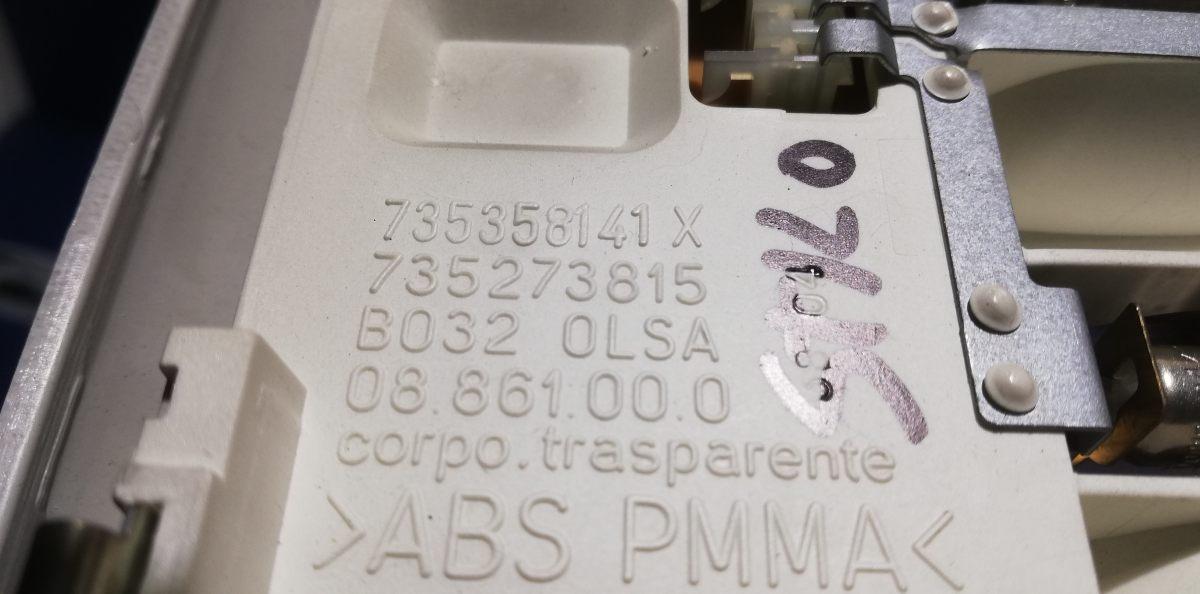 735358141 X
735273815
B032 OLSA
08.861.00.0
corpo.trasparente
>ABS PMMA<